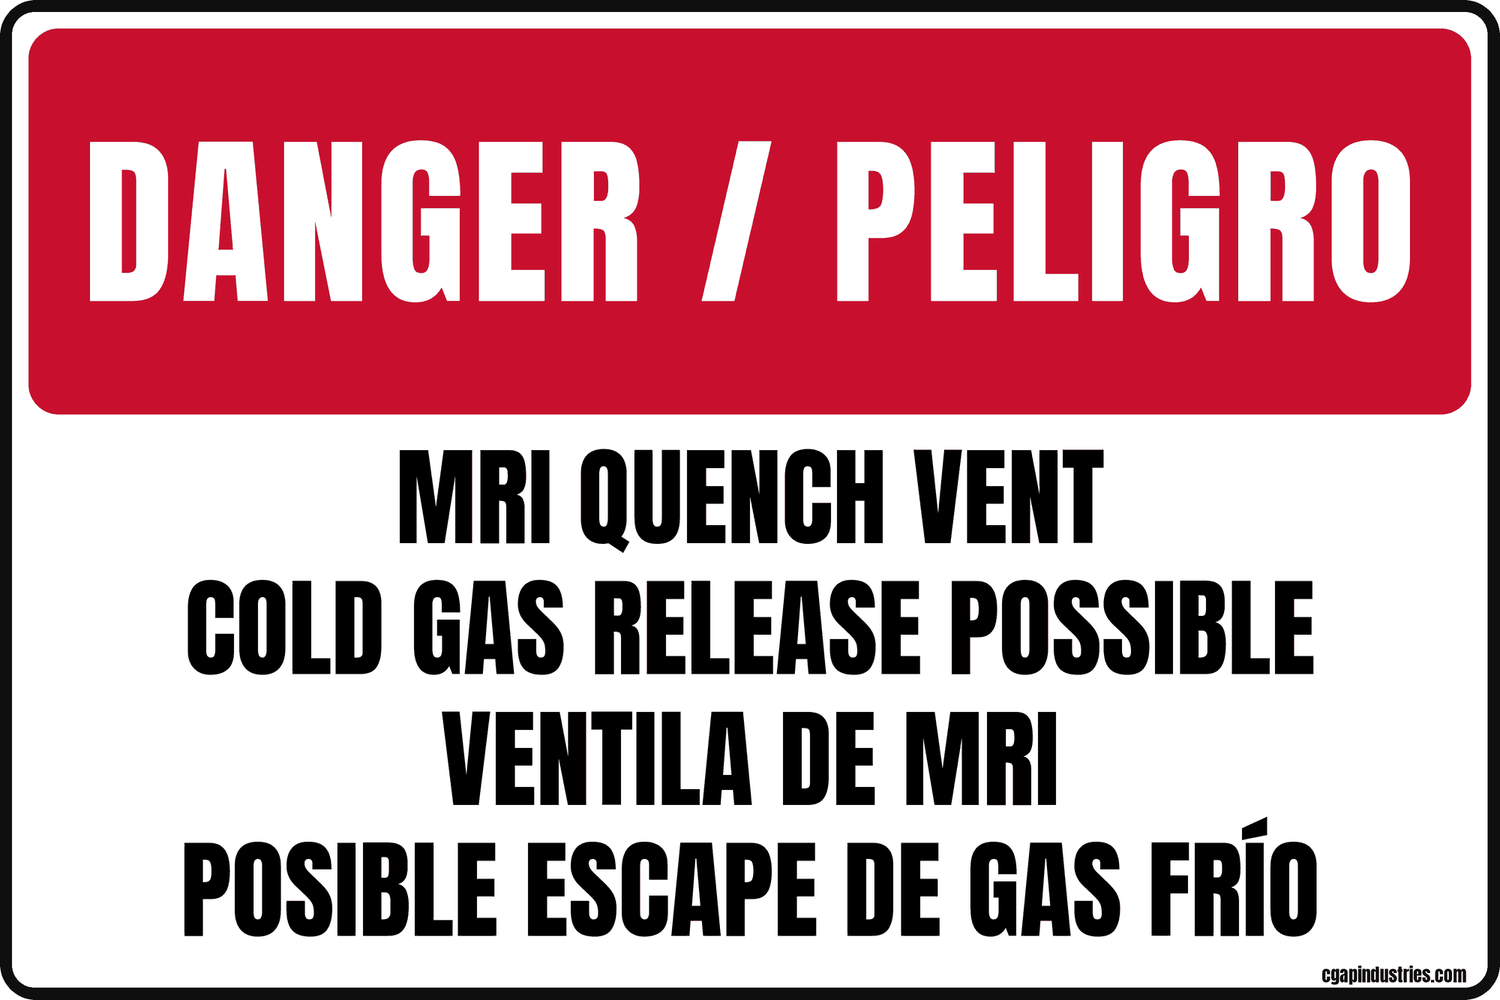 DANGER / PELIGRO
MRI QUENCH VENT
COLD GAS RELEASE POSSIBLE
VENTILA DE MRI
POSIBLE ESCAPE DE GAS FRÍO
cgapindustries.com